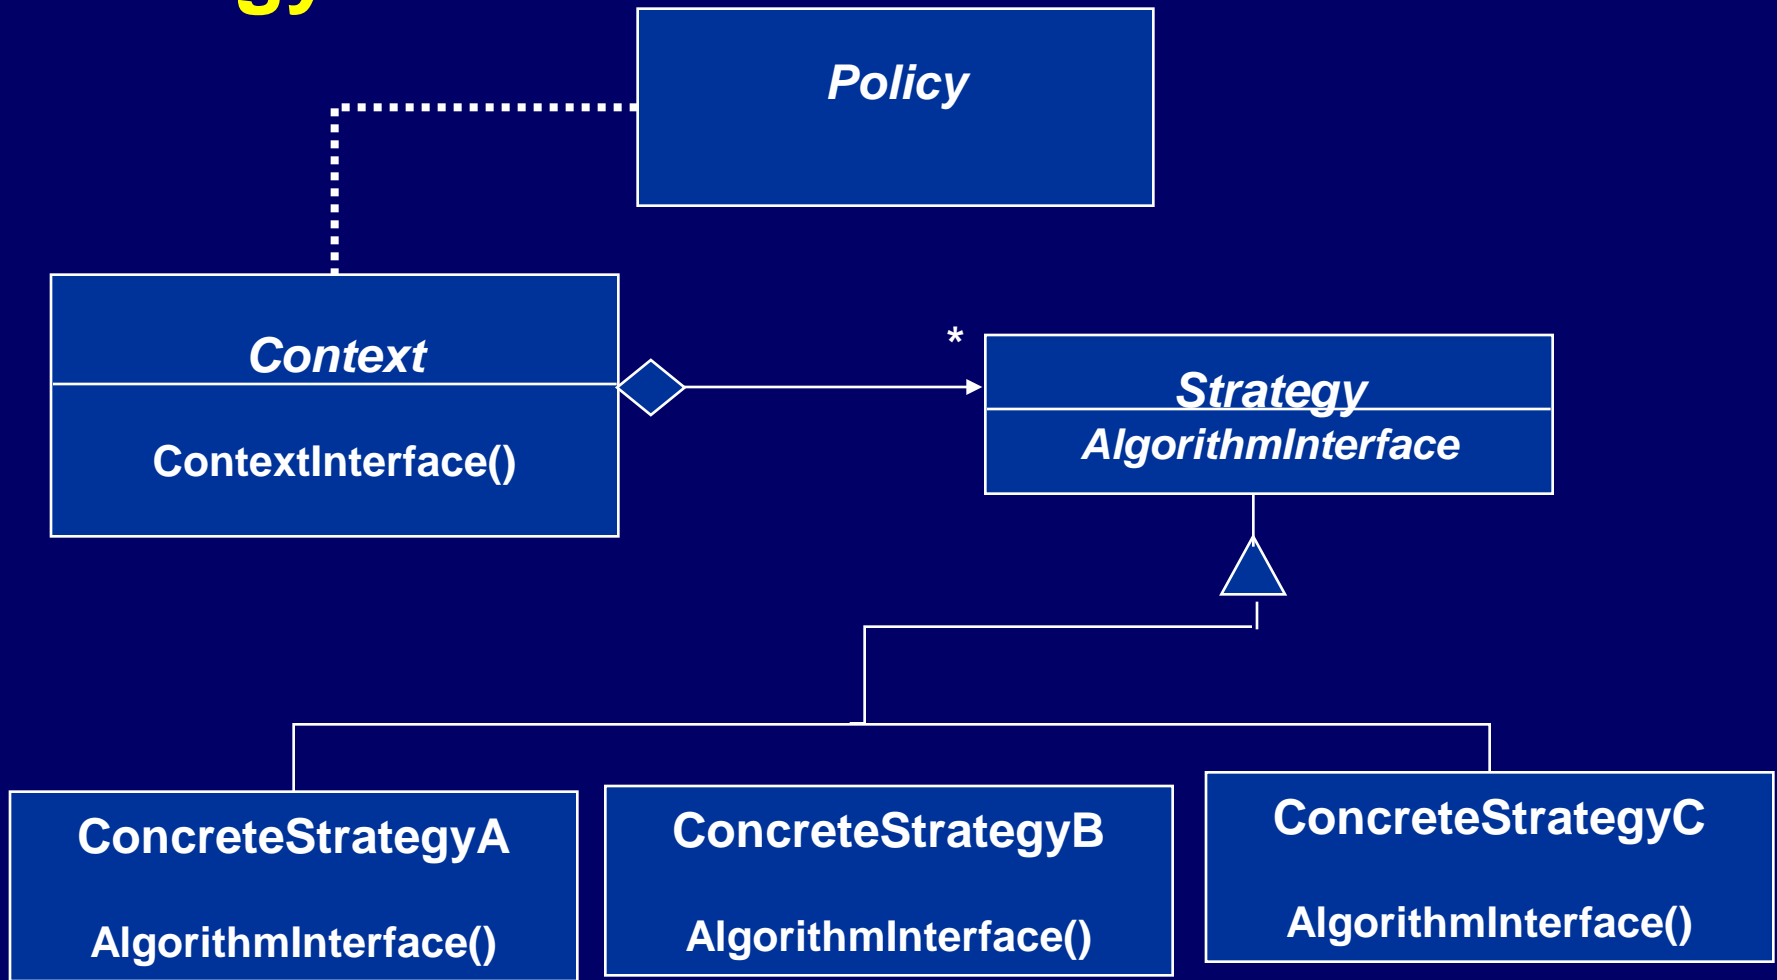 Policy
*
Context
ContextInterface()
Strategy
AlgorithmInterface
ConcreteStrategyA
AlgorithmInterface()
ConcreteStrategyB
AlgorithmInterface()
ConcreteStrategyC
AlgorithmInterface()